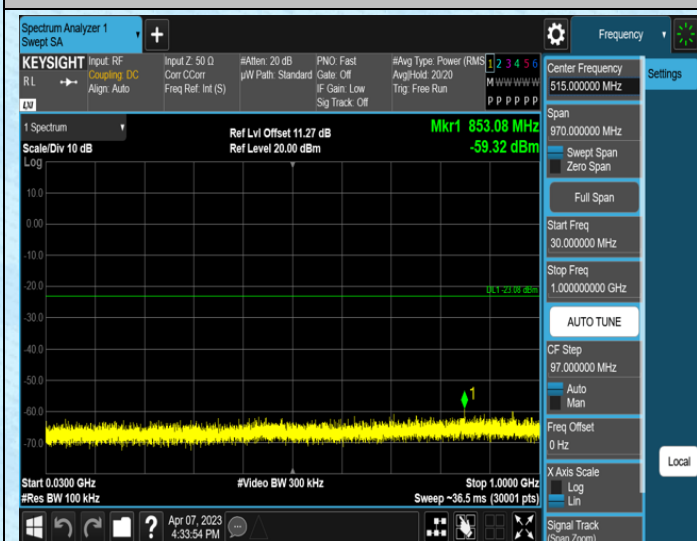 Spectrum Analyzer 1
Swept SA
Frequency
KEYSIGHT
RL
Input: RF
Coupling: DC
Align: Auto
Input Z: 50 Ω
Corr CCorr
Freq Ref: Int (S)
#Atten: 20 dB
µW Path: Standard
PNO: Fast
Gate: Off
IF Gain: Low
Sig Track: Off
#Avg Type: Power (RMS
Avg|Hold: 20/20
Trig: Free Run
1 2 3 4 5 6
M W W W W W
P P P P P P
1 Spectrum
Scale/Div 10 dB
Log
Ref Lvl Offset 11.27 dB
Ref Level 20.00 dBm
Mkr1 853.08 MHz
-59.32 dBm
10.0
0.00
-10.0
-20.0
DL1 -23.08 dBm
-30.0
-40.0
-50.0
-60.0
-70.0
1
Start 0.0300 GHz
#Res BW 100 kHz
#Video BW 300 kHz
Stop 1.0000 GHz
Sweep ~36.5 ms (30001 pts)
Apr 07, 2023
4:33:54 PM
Center Frequency
515.000000 MHz
Settings
Span
970.000000 MHz
Swept Span
Zero Span
Full Span
Start Freq
30.000000 MHz
Stop Freq
1.000000000 GHz
AUTO TUNE
CF Step
97.000000 MHz
Auto
Man
Freq Offset
0 Hz
X Axis Scale
Log
Lin
Local
Signal Track
(Span Zoom)